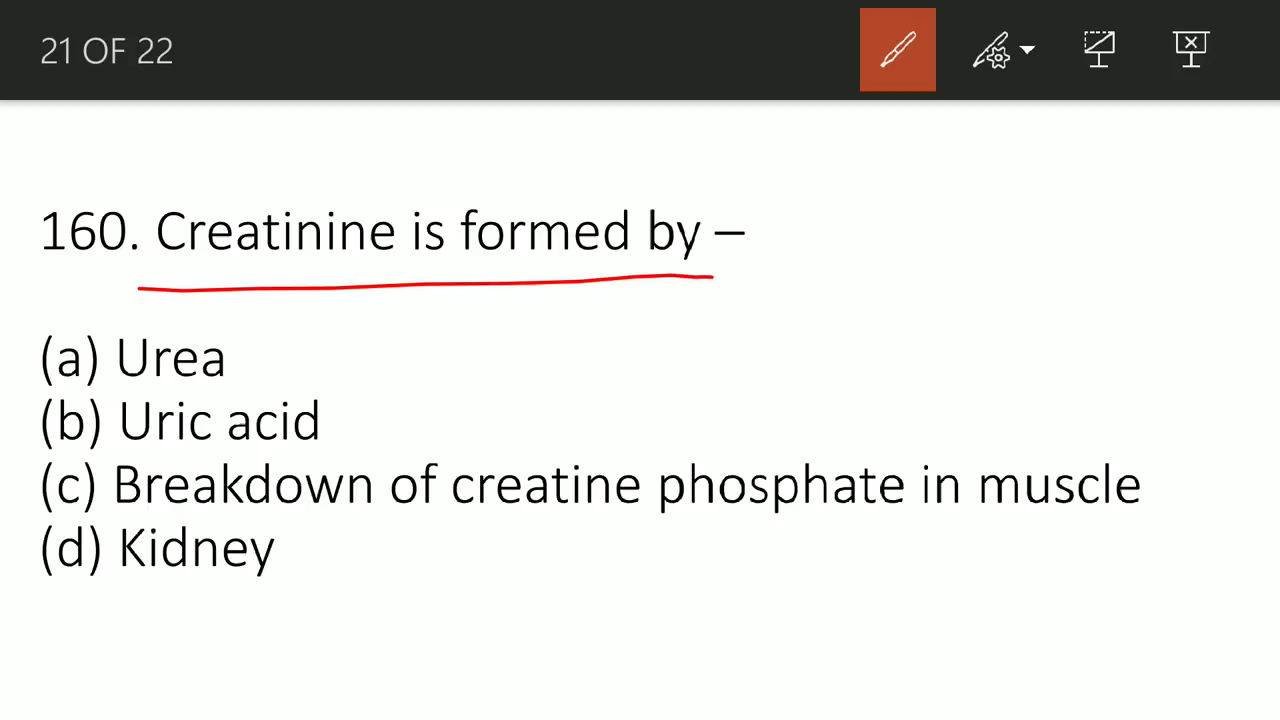 21 OF 22
160. Creatinine is formed by –
(a) Urea
(b) Uric acid
(c) Breakdown of creatine phosphate in muscle
(d) Kidney